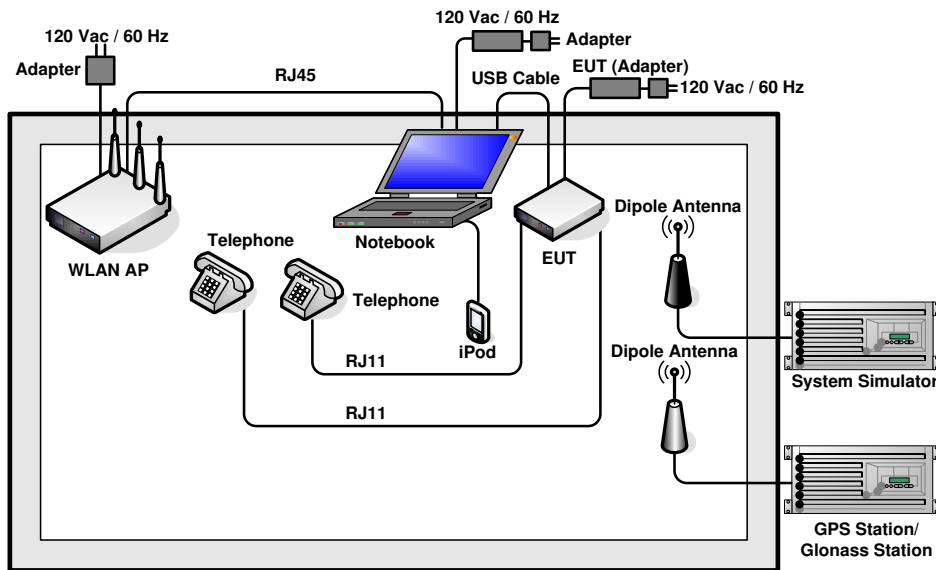 120 Vac / 60 Hz
Adapter
RJ45
120 Vac / 60 Hz
Adapter
USB Cable
EUT (Adapter)
120 Vac / 60 Hz
WLAN AP
Notebook
EUT
Dipole Antenna
Telephone
Telephone
iPod
RJ11
RJ11
Dipole Antenna
System Simulator
GPS Station/
Glonass Station